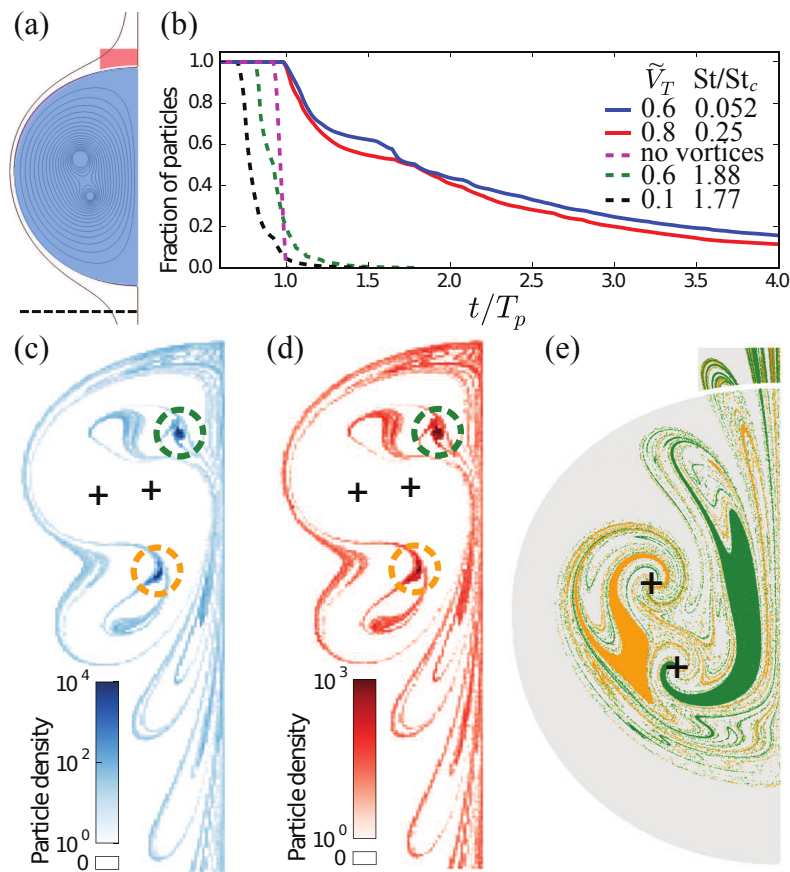 (a)
(b)
Fraction of particles
1.0
0.8
0.6
0.4
0.2
0.0
1.0
1.5
2.0
2.5
3.0
3.5
4.0
t/T_p
Ṽ_T St/St_c
0.6 0.052
0.8 0.25
no vortices
0.6 1.88
0.1 1.77
(c)
(d)
(e)
+ +
+ +
+
+
Particle density
10^4
10^2
10^0
0
Particle density
10^3
10^0
0